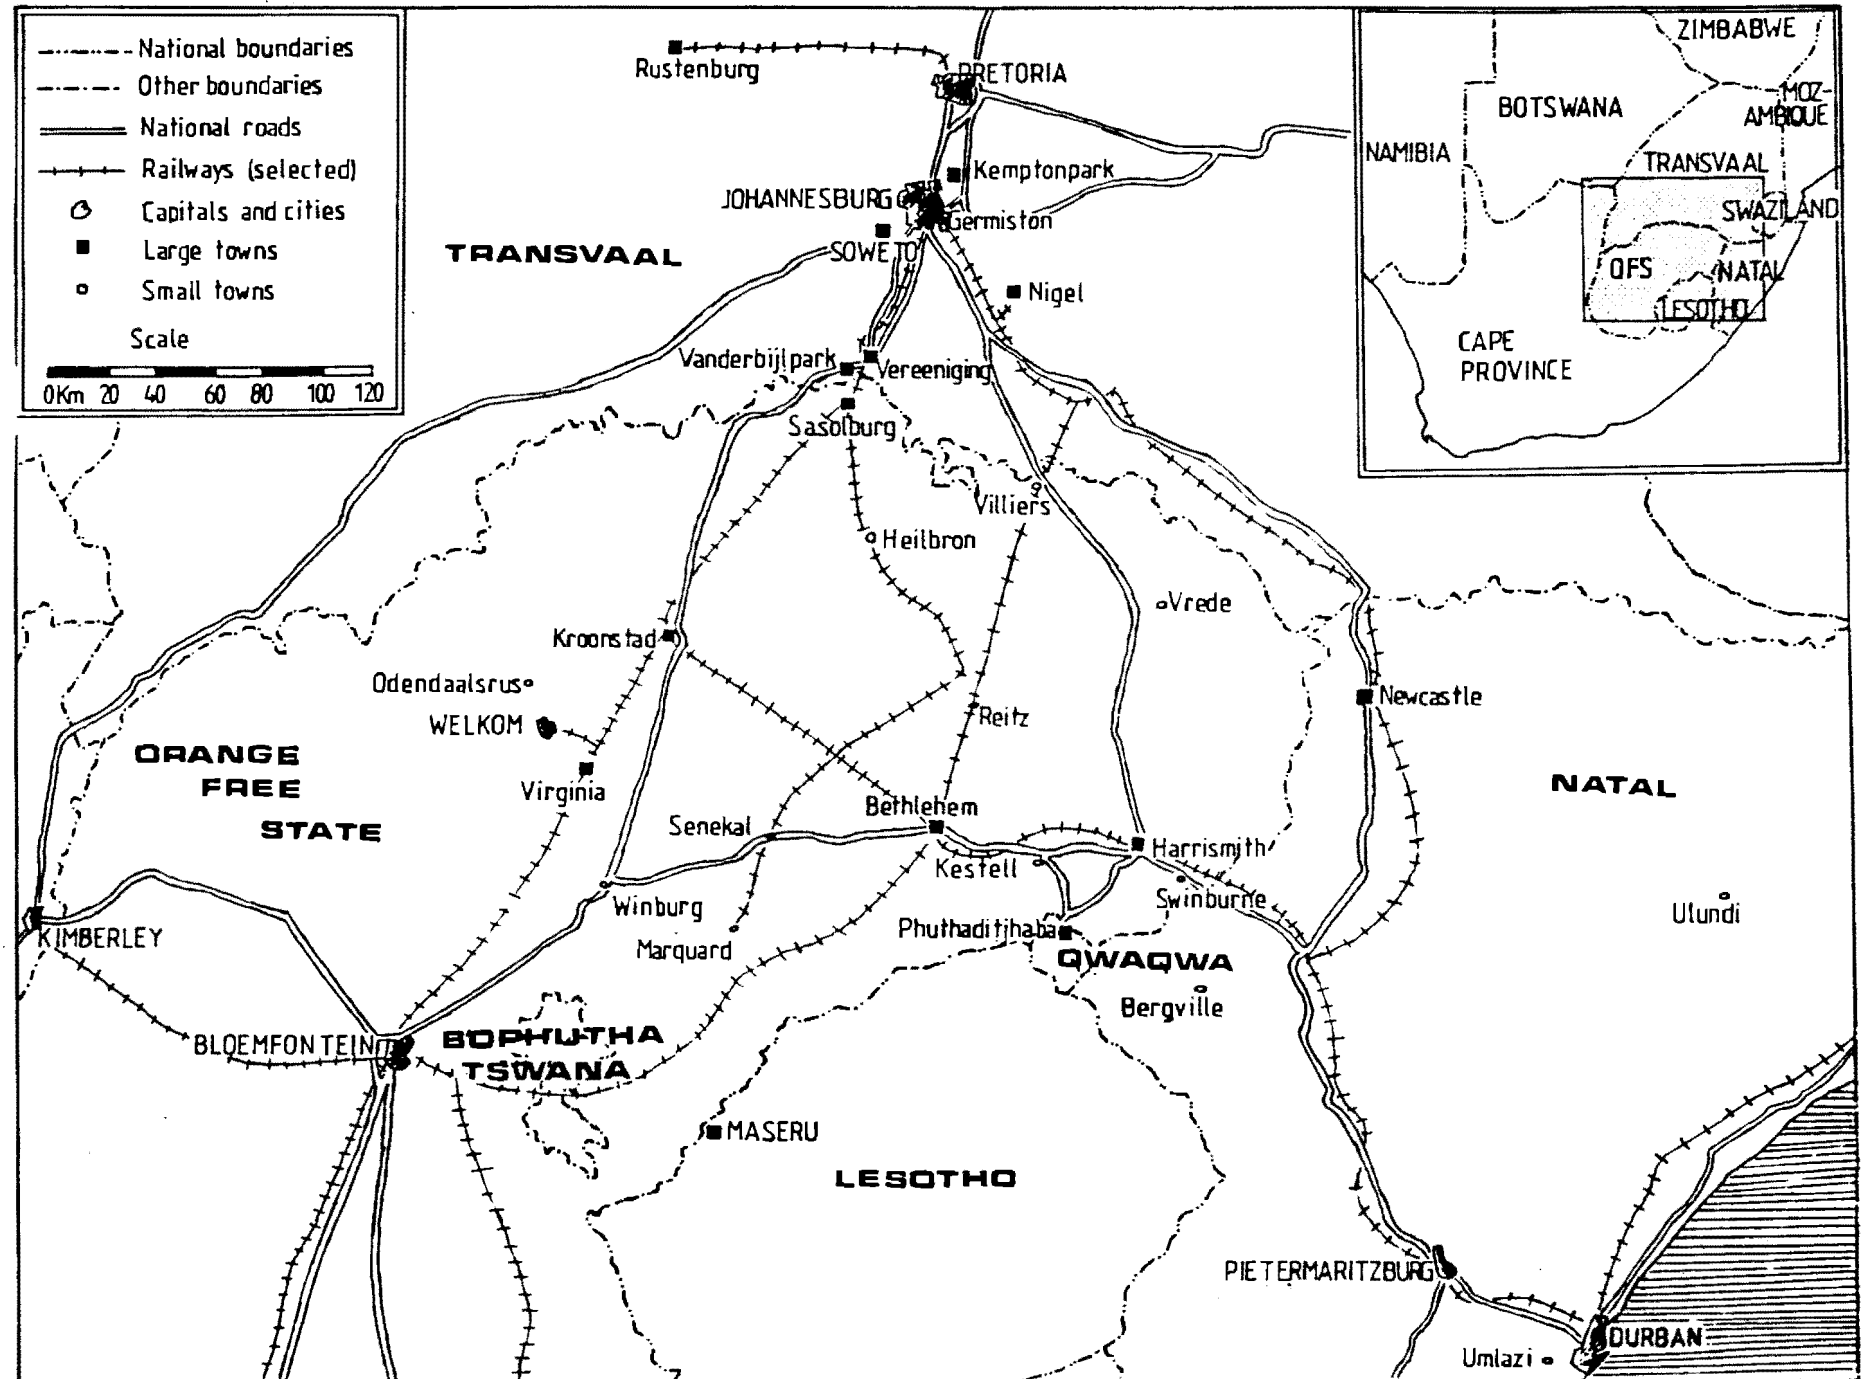 National boundaries
Other boundaries
National roads
Railways (selected)
Capitals and cities
Large towns
Small towns
Scale
0Km 20 40 60 80 100 120
ZIMBABWE
BOTSWANA
MOZ-
AMBIQUE
NAMIBIA
TRANSVAAL
SWAZILAND
OFS
NATAL
LESOTHO
CAPE
PROVINCE
Rustenburg
PRETORIA
Kemptonpark
JOHANNESBURG
Germiston
SOWETO
TRANSVAAL
Nigel
Vanderbijlpark
Vereeniging
Sasolburg
Villiers
Heilbron
Vrede
Kroonstad
Odendaalsrus
WELKOM
Reitz
Newcastle
ORANGE
FREE
STATE
Virginia
NATAL
Bethlehem
Senekal
Harrismith
Kestell
Swinburne
Winburg
Ulundi
KIMBERLEY
Marquard
Phuthaditjhaba
QWAQWA
Bergville
BLOEMFONTEIN
BOPHUTHA
TSWANA
MASERU
LESOTHO
PIETERMARITZBURG
DURBAN
Umlazi